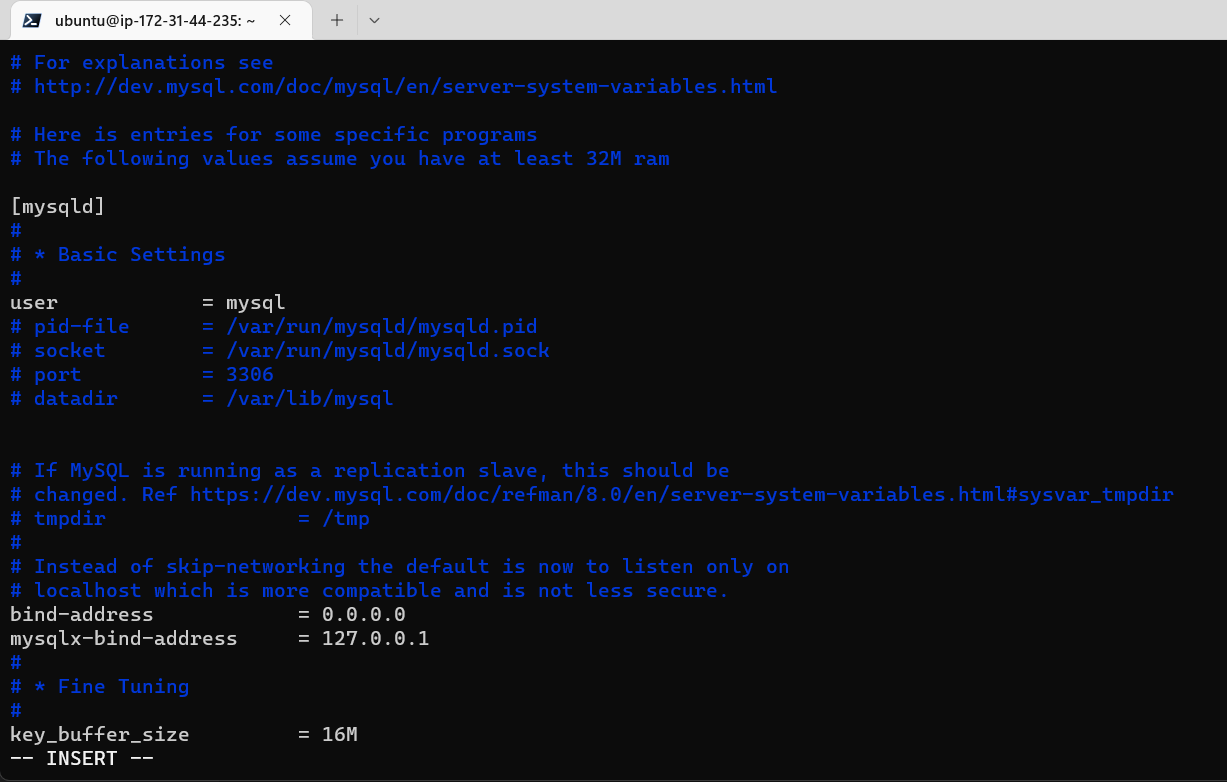 ubuntu@ip-172-31-44-235: ~
# For explanations see
# http://dev.mysql.com/doc/mysql/en/server-system-variables.html
# Here is entries for some specific programs
# The following values assume you have at least 32M ram
[mysqld]
#
# * Basic Settings
#
user            = mysql
# pid-file      = /var/run/mysqld/mysqld.pid
# socket        = /var/run/mysqld/mysqld.sock
# port          = 3306
# datadir       = /var/lib/mysql
# If MySQL is running as a replication slave, this should be
# changed. Ref https://dev.mysql.com/doc/refman/8.0/en/server-system-variables.html#sysvar_tmpdir
# tmpdir                = /tmp
#
# Instead of skip-networking the default is now to listen only on
# localhost which is more compatible and is not less secure.
bind-address            = 0.0.0.0
mysqlx-bind-address     = 127.0.0.1
#
# * Fine Tuning
#
key_buffer_size         = 16M
-- INSERT --